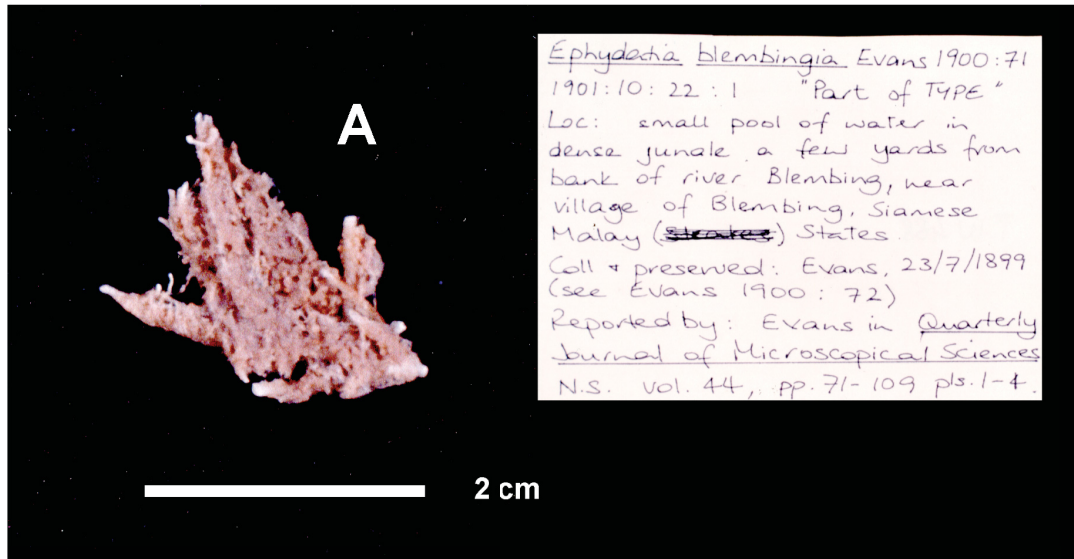 A
2 cm
Ephydatia blembingia Evans 1900:71
1901:10:22:1 "Part of TYPE"
Loc: small pool of water in
dense jungle a few yards from
bank of river Blembing, near
village of Blembing, Siamese
Malay () States.
Coll + preserved: Evans, 23/7/1899
(see Evans 1900: 72)
Reported by: Evans in Quarterly
Journal of Microscopical Sciences
N.S. vol. 44, pp. 71-109 pls. 1-4.